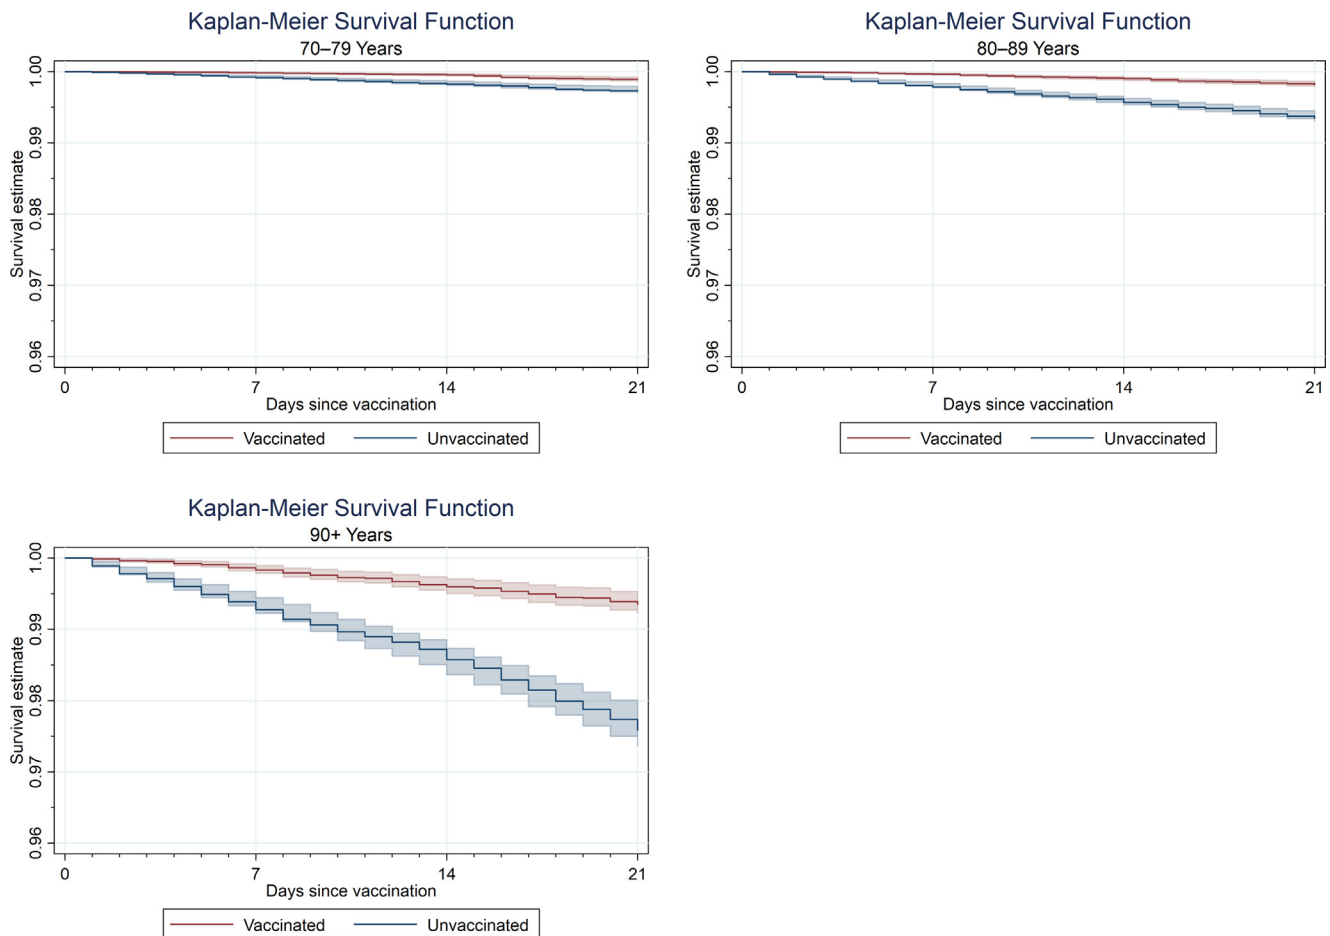 Kaplan-Meier Survival Function
70–79 Years
Survival estimate
1.00
0.99
0.98
0.97
0.96
0 7 14 21
Days since vaccination
Vaccinated Unvaccinated
Kaplan-Meier Survival Function
80–89 Years
Survival estimate
1.00
0.99
0.98
0.97
0.96
0 7 14 21
Days since vaccination
Vaccinated Unvaccinated
Kaplan-Meier Survival Function
90+ Years
Survival estimate
1.00
0.99
0.98
0.97
0.96
0 7 14 21
Days since vaccination
Vaccinated Unvaccinated